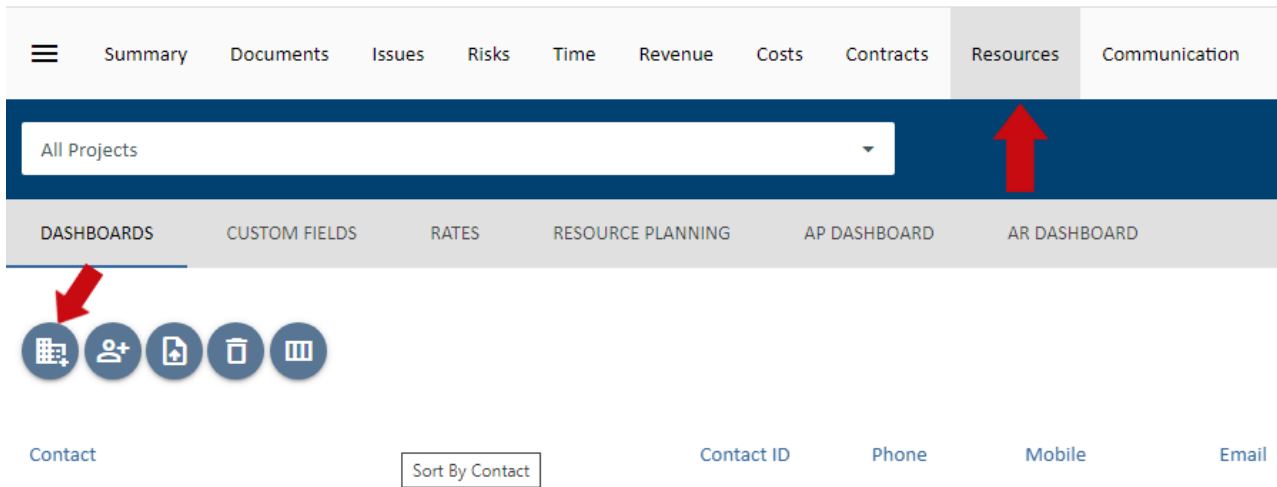 Summary Documents Issues Risks Time Revenue Costs Contracts Resources Communication
All Projects
DASHBOARDS CUSTOM FIELDS RATES RESOURCE PLANNING AP DASHBOARD AR DASHBOARD
Contact Contact ID Phone Mobile Email
Sort By Contact